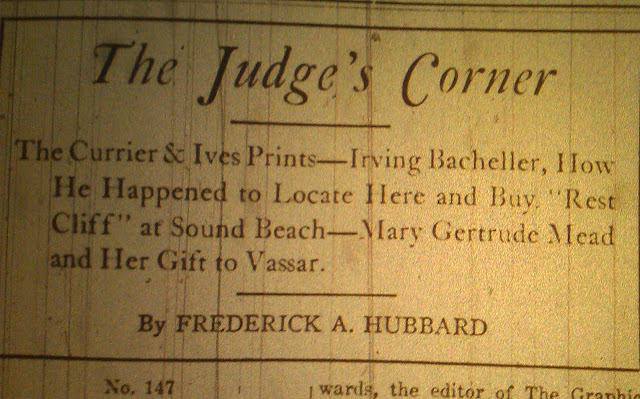 The Judge's Corner
The Currier & Ives Prints—Irving Bacheller, How
He Happened to Locate Here and Buy. "Rest
Cliff" at Sound Beach—Mary Gertrude Mead
and Her Gift to Vassar.
By FREDERICK A. HUBBARD
No. 147
wards, the editor of The Graphic